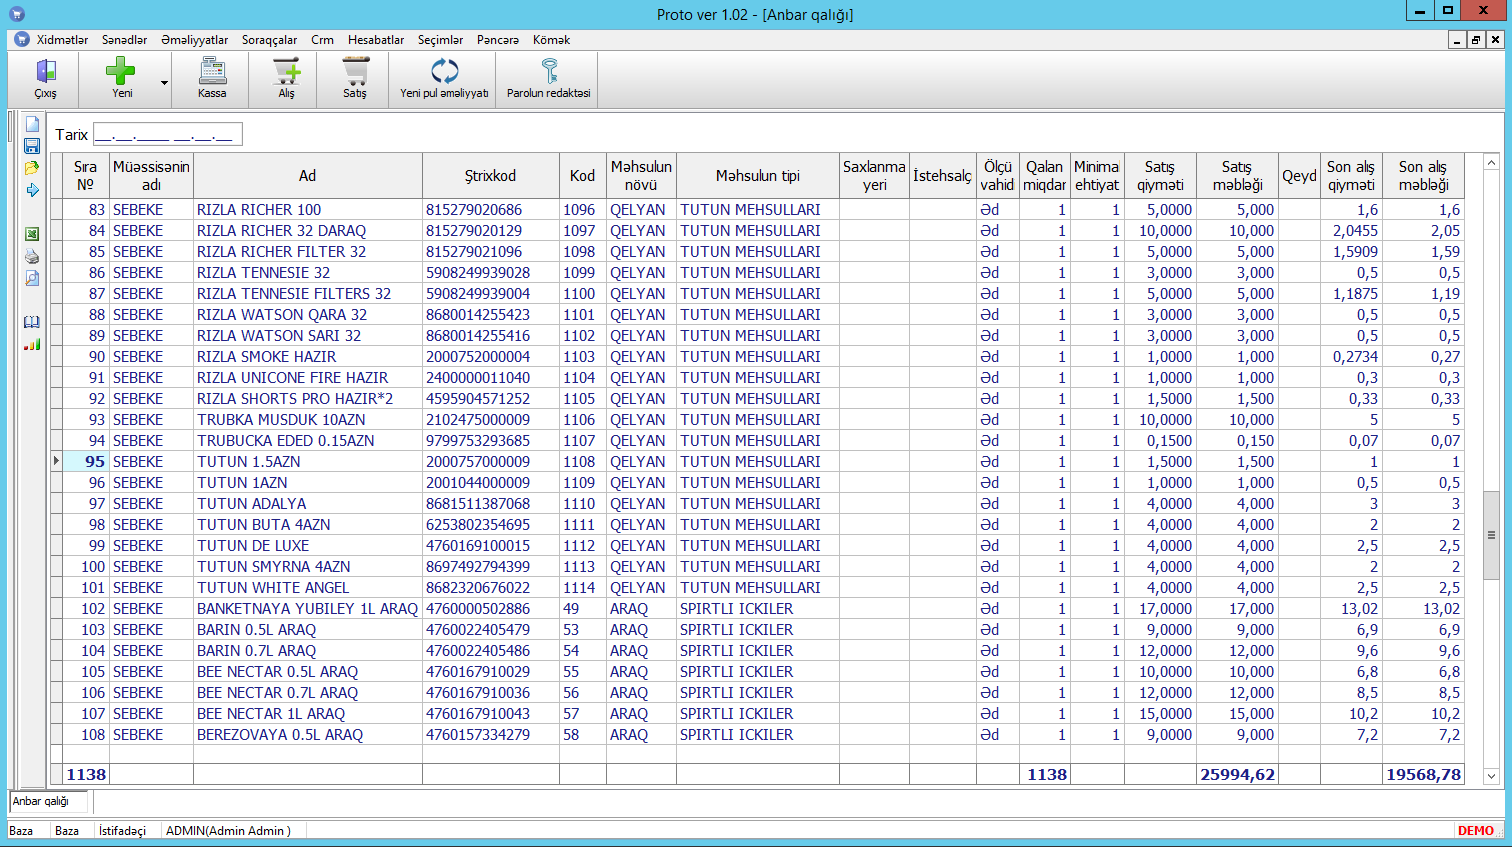 Proto ver 1.02 - [Anbar qalığı]
Xidmətlər Sənədlər Əməliyyatlar Soraqçalar Crm Hesabatlar Seçimlər Pəncərə Kömək
Çıxış Yeni Kassa Alış Satış Yeni pul əməliyyatı Parolun redaktəsi
Tarix __.__.____ __.__.__
Sıra Nº Müəssisənin adı Ad Ştrixkod Kod Məhsulun növü Məhsulun tipi Saxlanma yeri İstehsalç Ölçü vahid Qalan miqdar Minimal ehtiyat Satış qiyməti Satış məbləği Qeyd Son alış qiyməti Son alış məbləği
83 SEBEKE RIZLA RICHER 100 815279020686 1096 QELYAN TUTUN MEHSULLARI Əd 1 1 5,0000 5,000 1,6 1,6
84 SEBEKE RIZLA RICHER 32 DARAQ 815279020129 1097 QELYAN TUTUN MEHSULLARI Əd 1 1 10,0000 10,000 2,0455 2,05
85 SEBEKE RIZLA RICHER FILTER 32 815279021096 1098 QELYAN TUTUN MEHSULLARI Əd 1 1 5,0000 5,000 1,5909 1,59
86 SEBEKE RIZLA TENNESIE 32 5908249939028 1099 QELYAN TUTUN MEHSULLARI Əd 1 1 3,0000 3,000 0,5 0,5
87 SEBEKE RIZLA TENNESIE FILTERS 32 5908249939004 1100 QELYAN TUTUN MEHSULLARI Əd 1 1 5,0000 5,000 1,1875 1,19
88 SEBEKE RIZLA WATSON QARA 32 8680014255423 1101 QELYAN TUTUN MEHSULLARI Əd 1 1 3,0000 3,000 0,5 0,5
89 SEBEKE RIZLA WATSON SARI 32 8680014255416 1102 QELYAN TUTUN MEHSULLARI Əd 1 1 3,0000 3,000 0,5 0,5
90 SEBEKE RIZLA SMOKE HAZIR 2000752000004 1103 QELYAN TUTUN MEHSULLARI Əd 1 1 1,0000 1,000 0,2734 0,27
91 SEBEKE RIZLA UNICONE FIRE HAZIR 2400000011040 1104 QELYAN TUTUN MEHSULLARI Əd 1 1 1,0000 1,000 0,3 0,3
92 SEBEKE RIZLA SHORTS PRO HAZIR*2 4595904571252 1105 QELYAN TUTUN MEHSULLARI Əd 1 1 1,5000 1,500 0,33 0,33
93 SEBEKE TRUBKA MUSDUK 10AZN 2102475000009 1106 QELYAN TUTUN MEHSULLARI Əd 1 1 10,0000 10,000 5 5
94 SEBEKE TRUBUCKA EDED 0.15AZN 9799753293685 1107 QELYAN TUTUN MEHSULLARI Əd 1 1 0,1500 0,150 0,07 0,07
95 SEBEKE TUTUN 1.5AZN 2000757000009 1108 QELYAN TUTUN MEHSULLARI Əd 1 1 1,5000 1,500 1 1
96 SEBEKE TUTUN 1AZN 2001044000009 1109 QELYAN TUTUN MEHSULLARI Əd 1 1 1,0000 1,000 0,5 0,5
97 SEBEKE TUTUN ADALYA 8681511387068 1110 QELYAN TUTUN MEHSULLARI Əd 1 1 4,0000 4,000 3 3
98 SEBEKE TUTUN BUTA 4AZN 6253802354695 1111 QELYAN TUTUN MEHSULLARI Əd 1 1 4,0000 4,000 2 2
99 SEBEKE TUTUN DE LUXE 4760169100015 1112 QELYAN TUTUN MEHSULLARI Əd 1 1 4,0000 4,000 2,5 2,5
100 SEBEKE TUTUN SMYRNA 4AZN 8697492794399 1113 QELYAN TUTUN MEHSULLARI Əd 1 1 4,0000 4,000 2 2
101 SEBEKE TUTUN WHITE ANGEL 8682320676022 1114 QELYAN TUTUN MEHSULLARI Əd 1 1 4,0000 4,000 2,5 2,5
102 SEBEKE BANKETNAYA YUBILEY 1L ARAQ 4760000502886 49 ARAQ SPIRTLI ICKILER Əd 1 1 17,0000 17,000 13,02 13,02
103 SEBEKE BARIN 0.5L ARAQ 4760022405479 53 ARAQ SPIRTLI ICKILER Əd 1 1 9,0000 9,000 6,9 6,9
104 SEBEKE BARIN 0.7L ARAQ 4760022405486 54 ARAQ SPIRTLI ICKILER Əd 1 1 12,0000 12,000 9,6 9,6
105 SEBEKE BEE NECTAR 0.5L ARAQ 4760167910029 55 ARAQ SPIRTLI ICKILER Əd 1 1 10,0000 10,000 6,8 6,8
106 SEBEKE BEE NECTAR 0.7L ARAQ 4760167910036 56 ARAQ SPIRTLI ICKILER Əd 1 1 12,0000 12,000 8,5 8,5
107 SEBEKE BEE NECTAR 1L ARAQ 4760167910043 57 ARAQ SPIRTLI ICKILER Əd 1 1 15,0000 15,000 10,2 10,2
108 SEBEKE BEREZOVAYA 0.5L ARAQ 4760157334279 58 ARAQ SPIRTLI ICKILER Əd 1 1 9,0000 9,000 7,2 7,2
1138 1138 25994,62 19568,78
Anbar qalığı
Baza Baza İstifadəçi ADMIN(Admin Admin ) DEMO